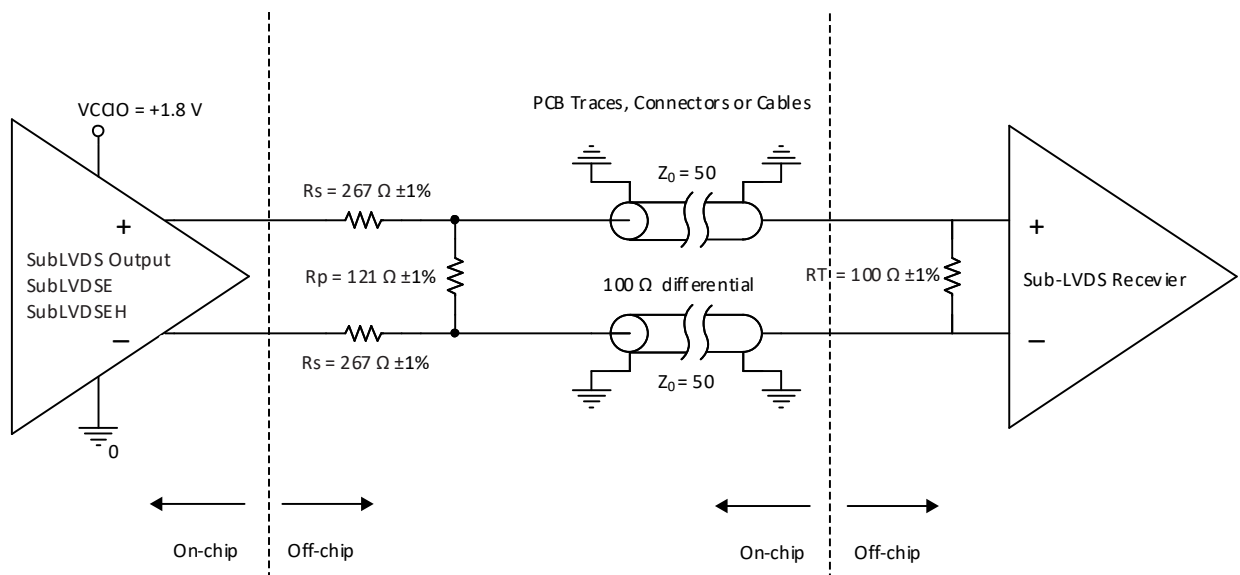 VCCIO = +1.8 V
PCB Traces, Connectors or Cables
Z0 = 50
Rs = 267 Ω ±1%
+
+
SubLVDS Output
SubLVDSE
SubLVDSEH
Rp = 121 Ω ±1%
100 Ω differential
RT = 100 Ω ±1%
Sub-LVDS Recevier
−
−
Rs = 267 Ω ±1%
Z0 = 50
0
On-chip
Off-chip
On-chip
Off-chip